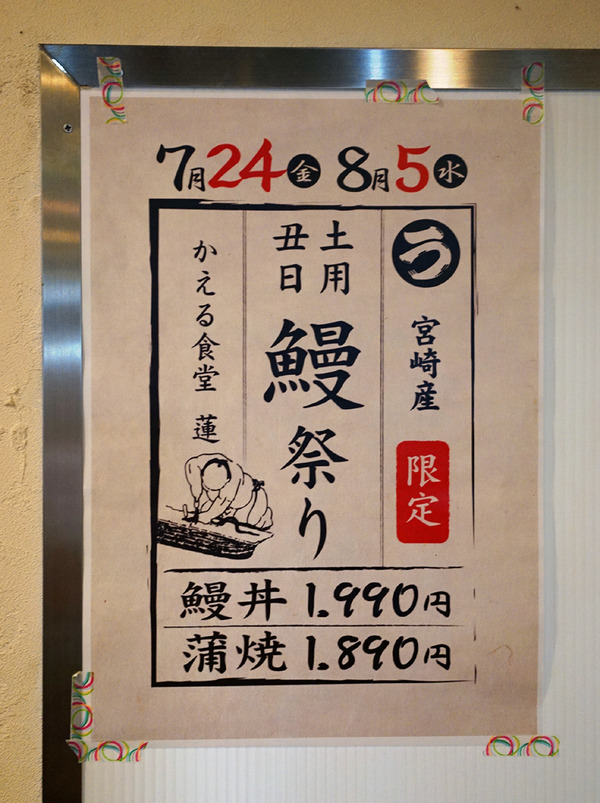 7月24㊎ 8月5㊌
う
宮崎産
限定
土用
丑日
鰻祭り
かえる食堂 蓮
鰻丼 1.990円
蒲焼 1.890円